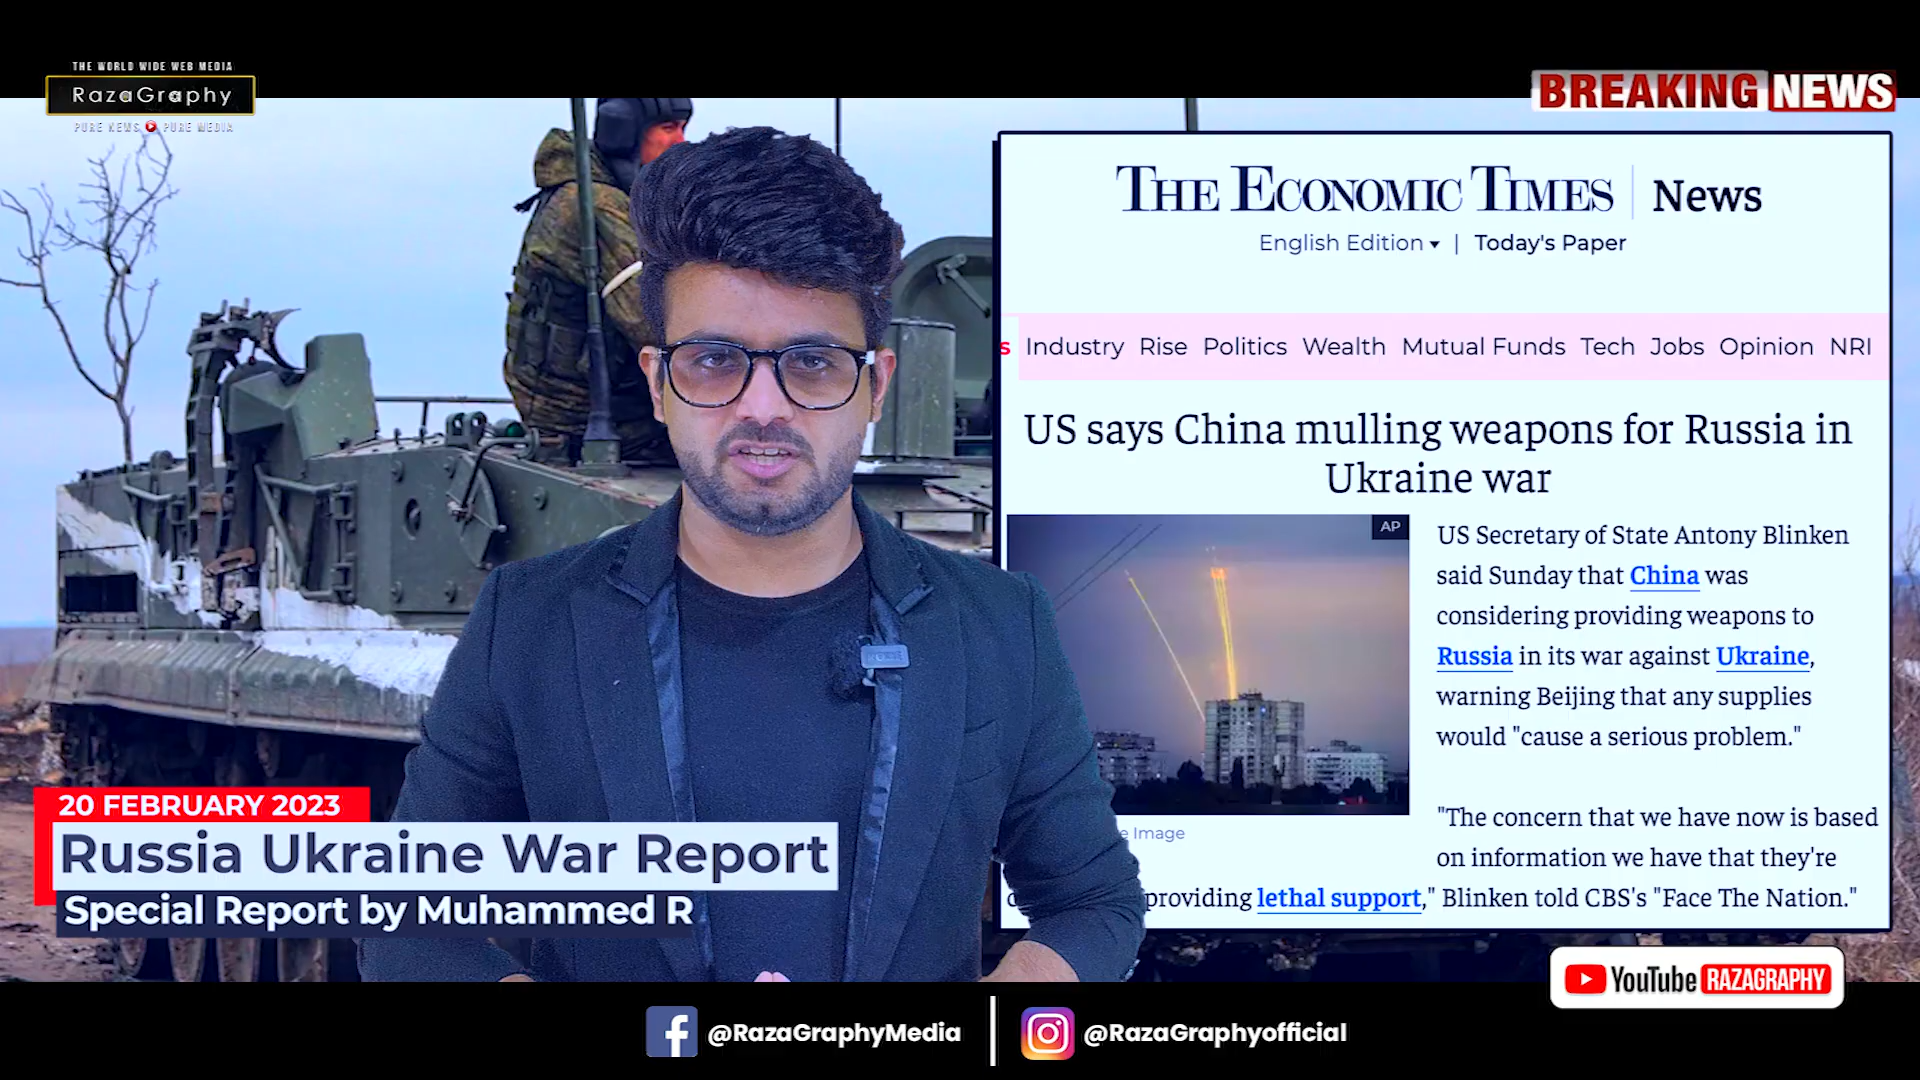 THE WORLD WIDE WEB MEDIA
RazaGraphy
PURE NEWS PURE MEDIA
BREAKING NEWS
THE ECONOMIC TIMES | News
English Edition | Today's Paper
s Industry Rise Politics Wealth Mutual Funds Tech Jobs Opinion NRI
US says China mulling weapons for Russia in
Ukraine war
AP
US Secretary of State Antony Blinken
said Sunday that China was
considering providing weapons to
Russia in its war against Ukraine,
warning Beijing that any supplies
would "cause a serious problem."
"The concern that we have now is based
on information we have that they're
providing lethal support," Blinken told CBS's "Face The Nation."
e Image
20 FEBRUARY 2023
Russia Ukraine War Report
Special Report by Muhammed R
YouTube RAZAGRAPHY
@RazaGraphyMedia
@RazaGraphyofficial